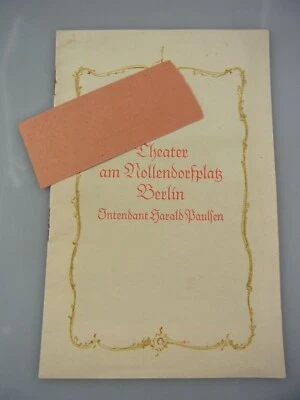 Theater
am Nollendorfplatz
Berlin
Intendant Harald Paulsen